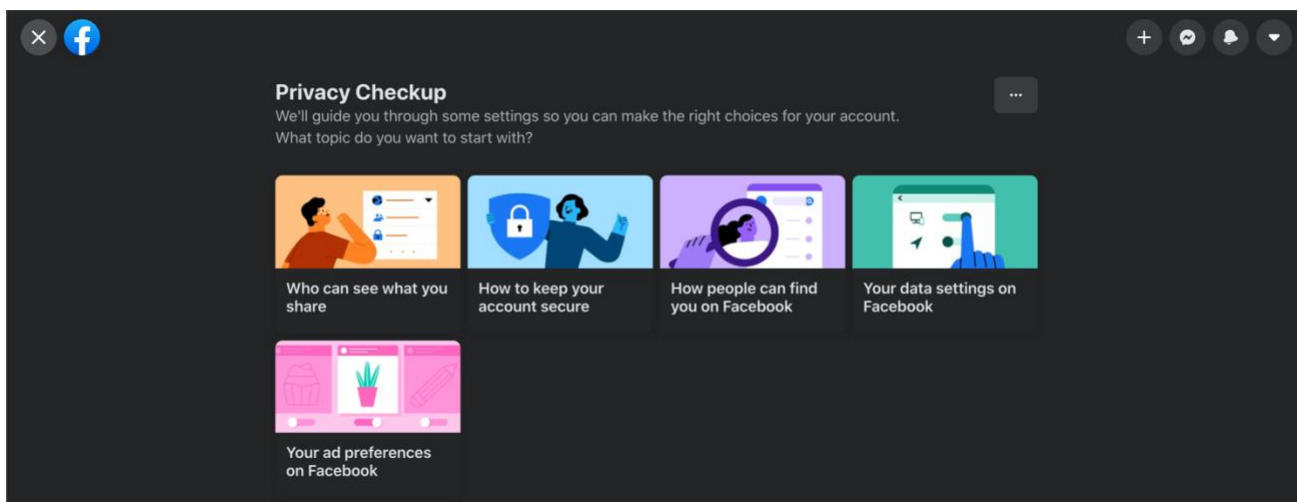 Privacy Checkup
We'll guide you through some settings so you can make the right choices for your account.
What topic do you want to start with?
Who can see what you
share
How to keep your
account secure
How people can find
you on Facebook
Your data settings on
Facebook
Your ad preferences
on Facebook